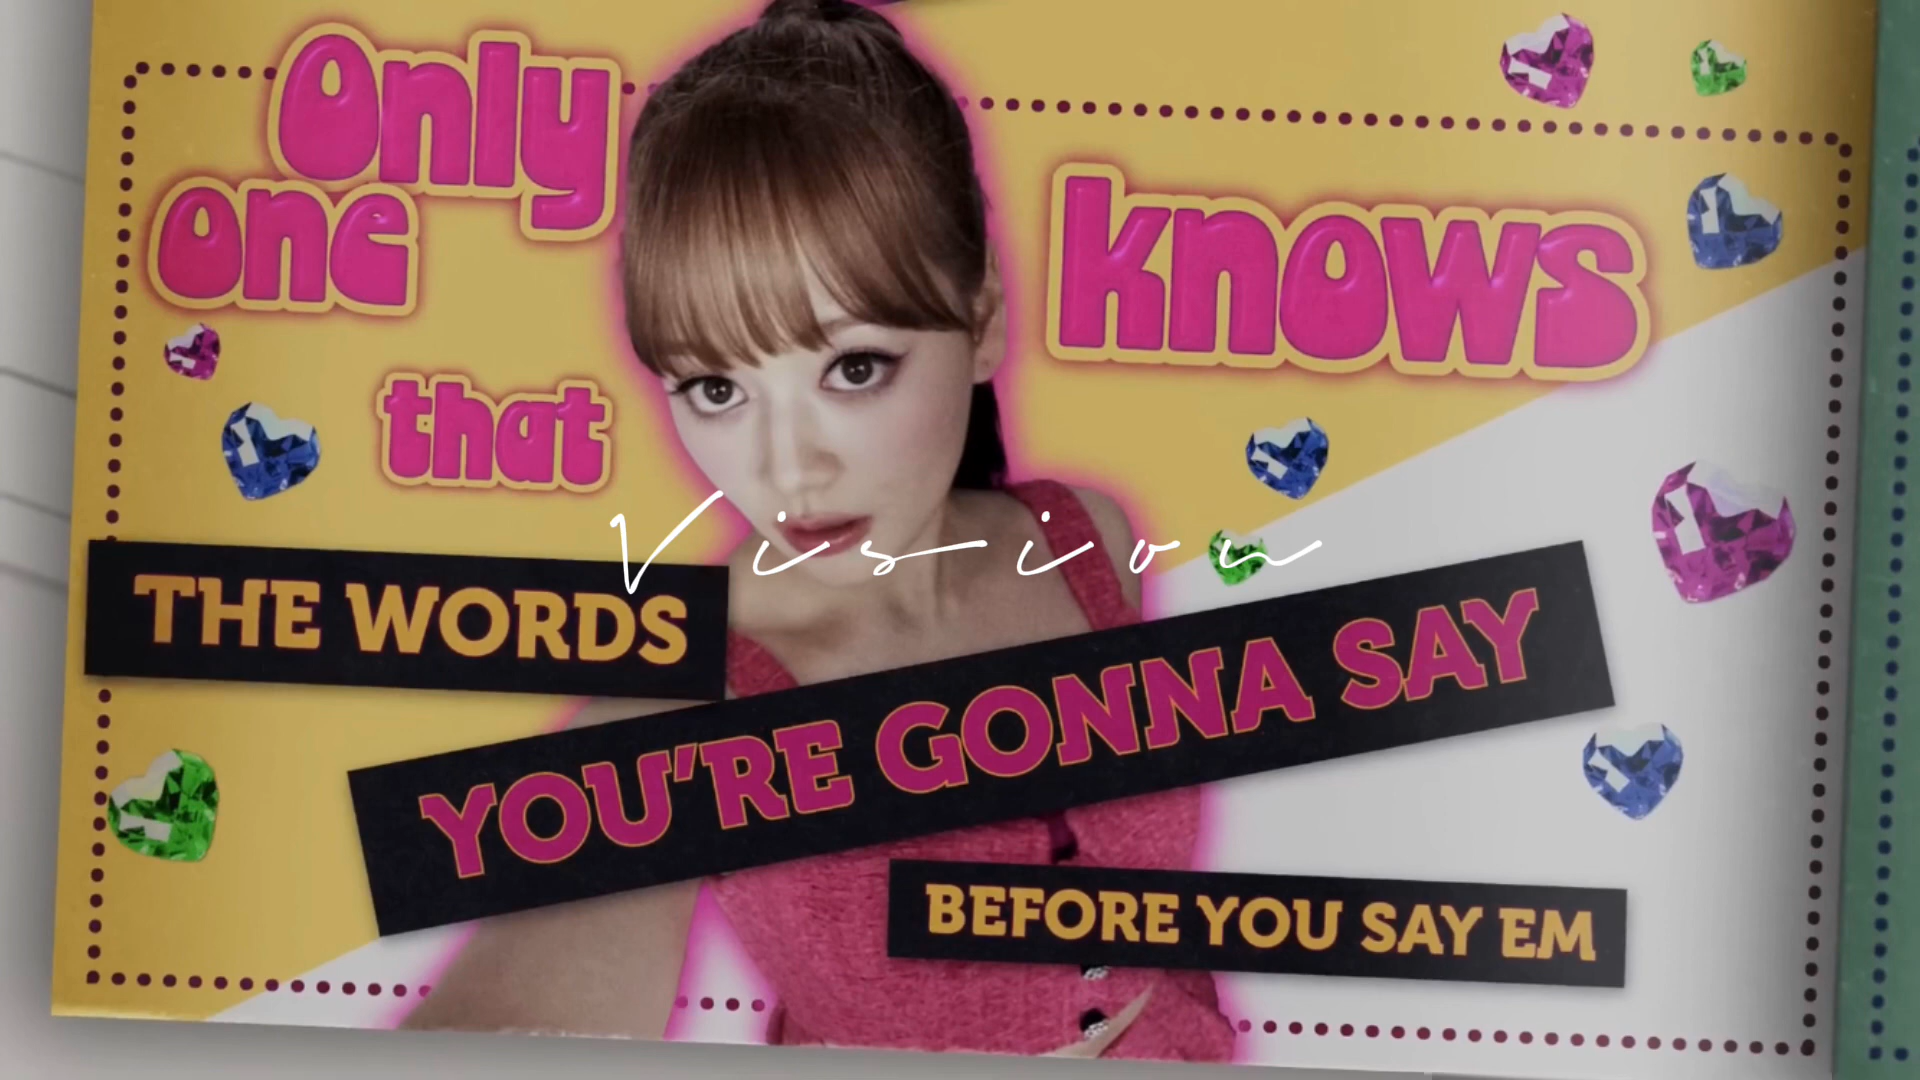 Only
one
that
knows
Vision
THE WORDS
YOU'RE GONNA SAY
BEFORE YOU SAY EM